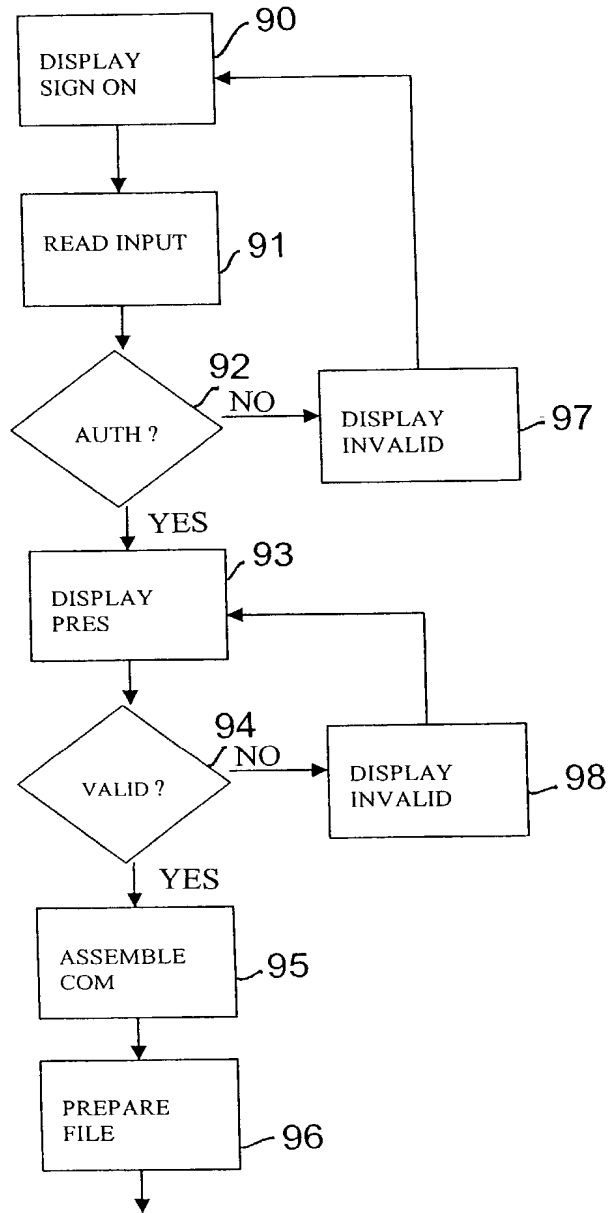 90
DISPLAY
SIGN ON
READ INPUT
91
92
AUTH ?
NO
DISPLAY
INVALID
97
YES
93
DISPLAY
PRES
94
VALID ?
NO
DISPLAY
INVALID
98
YES
ASSEMBLE
COM
95
PREPARE
FILE
96